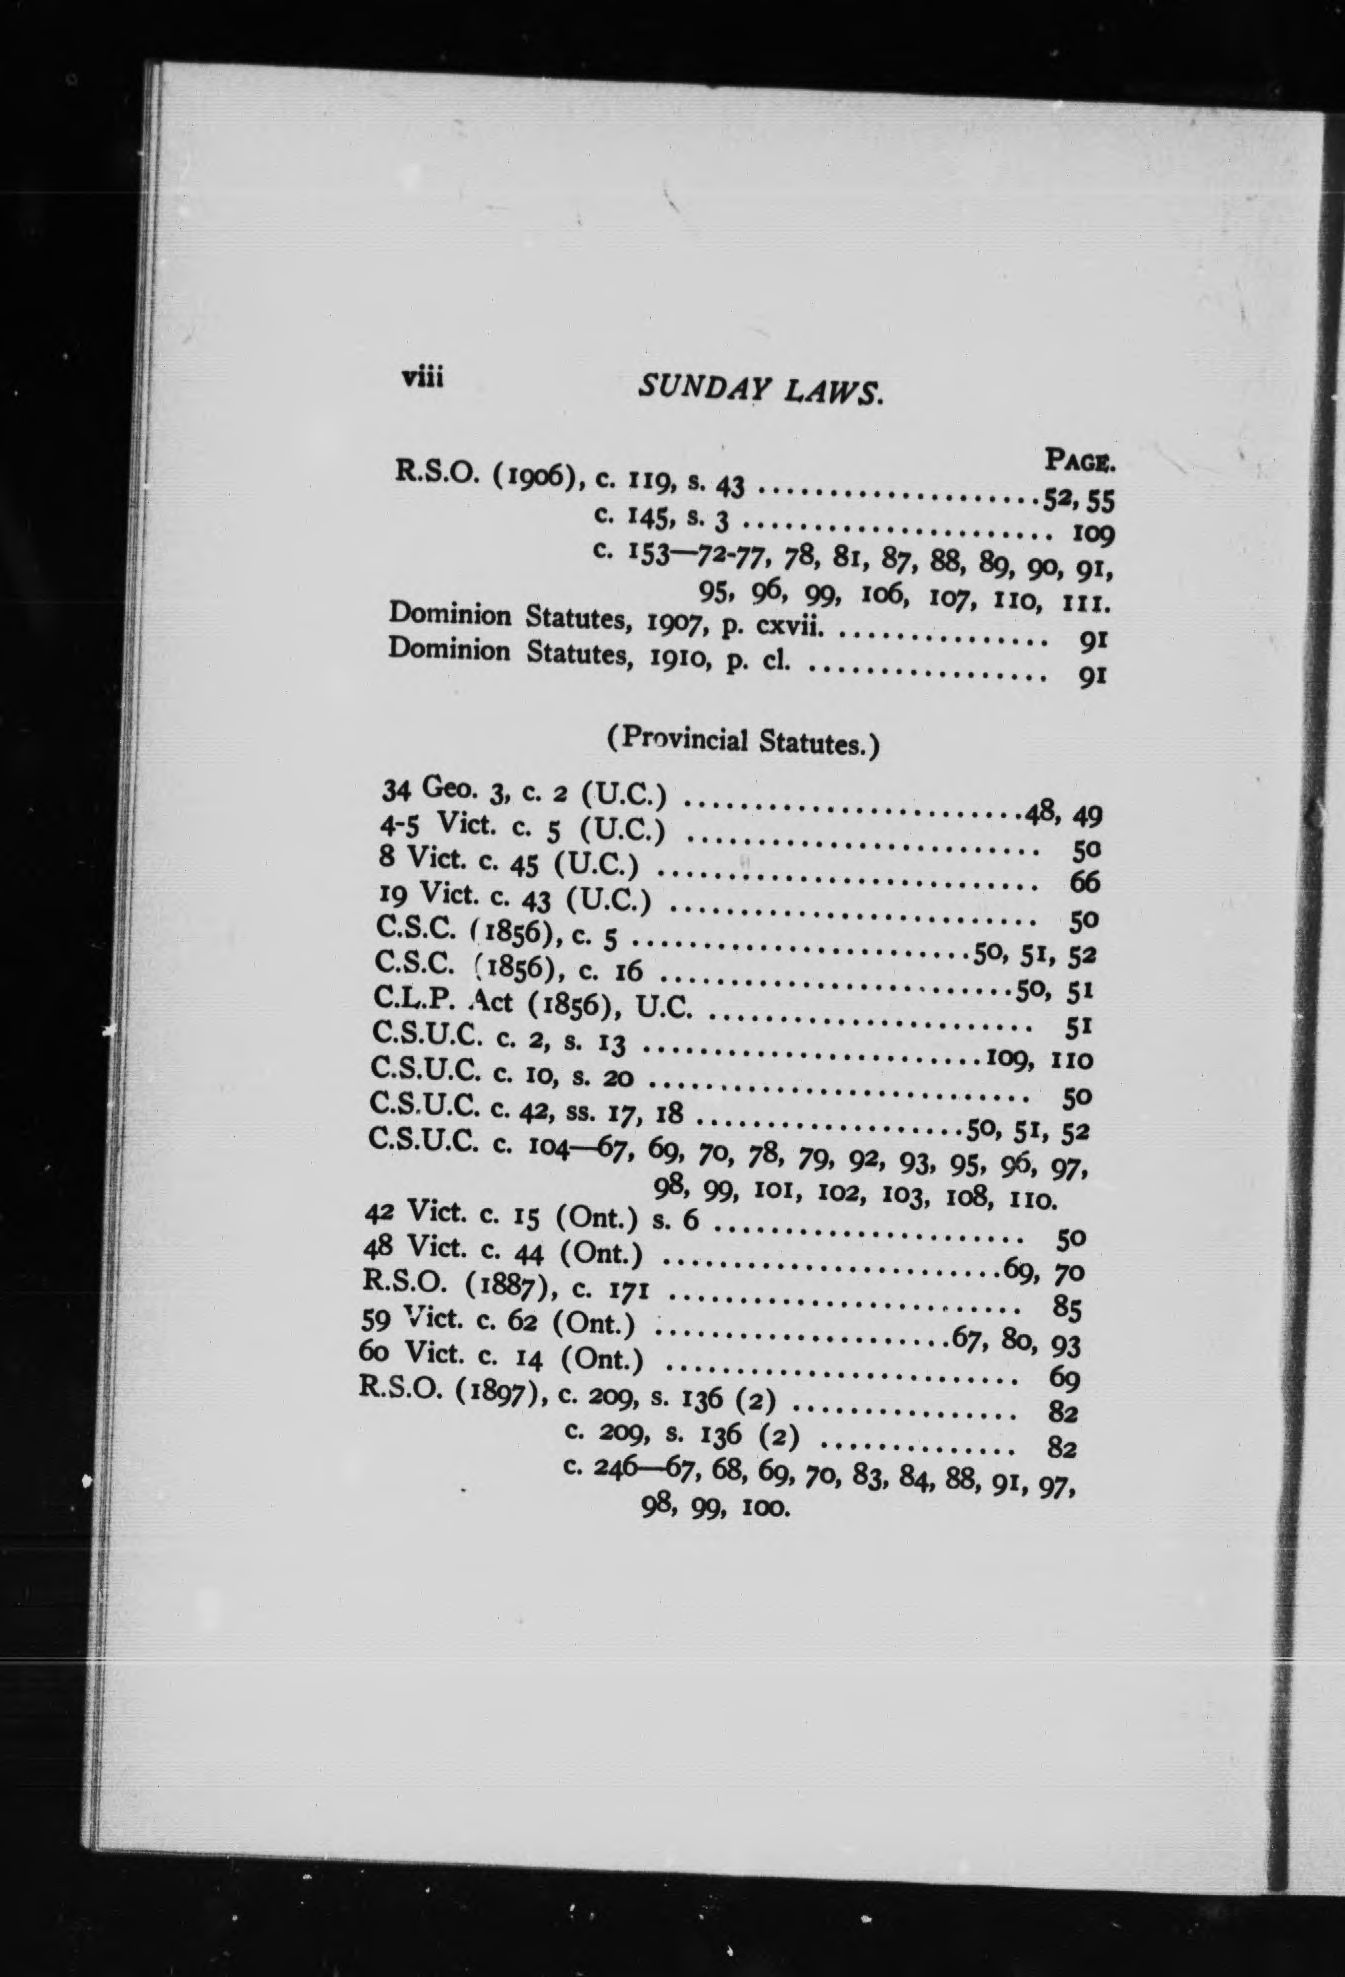 viii SUNDAY LAWS.
PAGE.
R.S.O. (1906), c. 119, s. 43 .....................52, 55
c. 145, s. 3 ...................... 109
c. 153—72-77, 78, 81, 87, 88, 89, 90, 91,
95, 96, 99, 106, 107, 110, 111.
Dominion Statutes, 1907, p. cxvii. ............... 91
Dominion Statutes, 1910, p. cl. ................. 91
(Provincial Statutes.)
34 Geo. 3, c. 2 (U.C.) ........................48, 49
4-5 Vict. c. 5 (U.C.) ......................... 50
8 Vict. c. 45 (U.C.) ........................... 66
19 Vict. c. 43 (U.C.) .......................... 50
C.S.C. (1856), c. 5 ........................50, 51, 52
C.S.C. (1856), c. 16 .........................50, 51
C.L.P. Act (1856), U.C. ....................... 51
C.S.U.C. c. 2, s. 13 ........................109, 110
C.S.U.C. c. 10, s. 20 ........................... 50
C.S.U.C. c. 42, ss. 17, 18 ...................50, 51, 52
C.S.U.C. c. 104—67, 69, 70, 78, 79, 92, 93, 95, 96, 97,
98, 99, 101, 102, 103, 108, 110.
42 Vict. c. 15 (Ont.) s. 6 ...................... 50
48 Vict. c. 44 (Ont.) ........................69, 70
R.S.O. (1887), c. 171 ......................... 85
59 Vict. c. 62 (Ont.) .....................67, 80, 93
60 Vict. c. 14 (Ont.) ......................... 69
R.S.O. (1897), c. 209, s. 136 (2) ................ 82
c. 209, s. 136 (2) .............. 82
c. 246—67, 68, 69, 70, 83, 84, 88, 91, 97,
98, 99, 100.